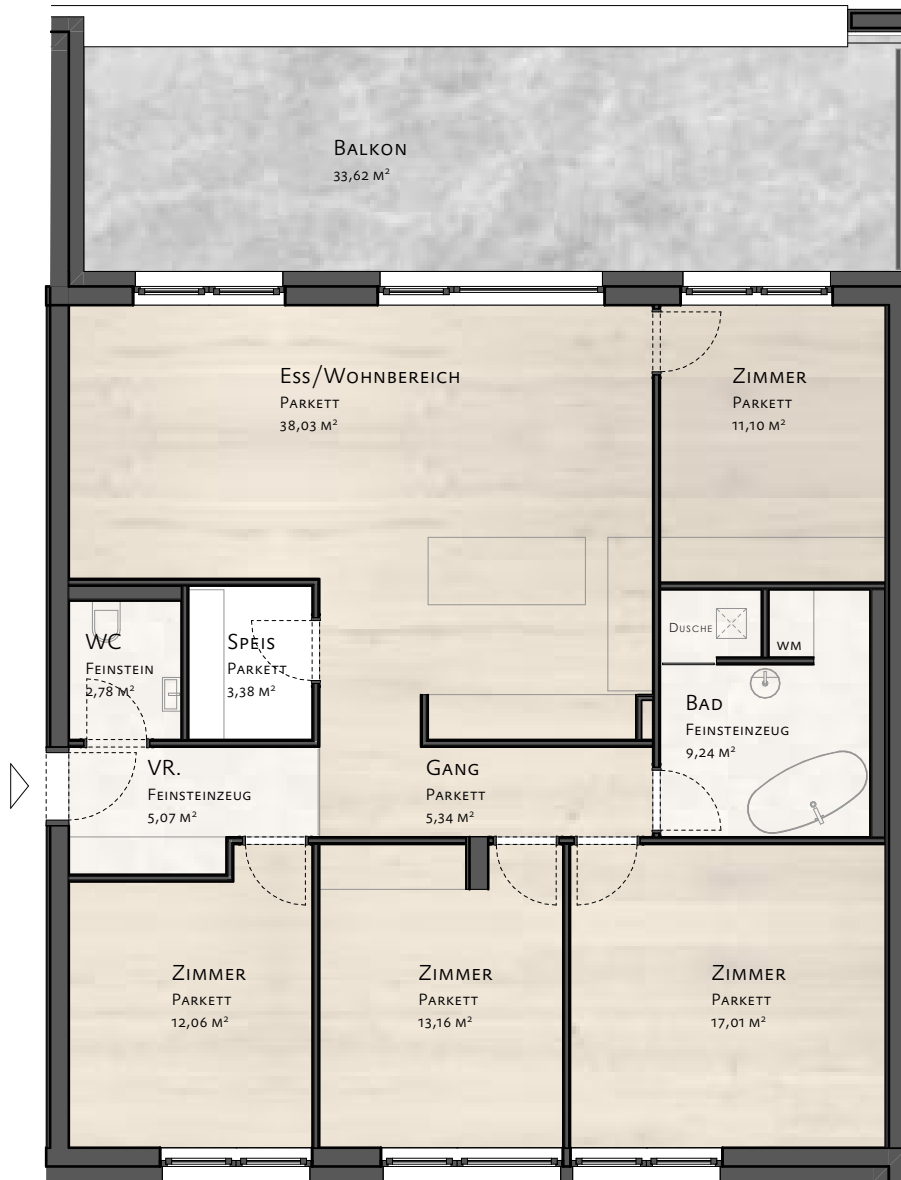 Balkon
33,62 m²
Ess/Wohnbereich
Parkett
38,03 m²
Zimmer
Parkett
11,10 m²
WC
Feinstein
2,78 m²
Speis
Parkett
3,38 m²
Dusche
WM
Bad
Feinsteinzeug
9,24 m²
VR.
Feinsteinzeug
5,07 m²
Gang
Parkett
5,34 m²
Zimmer
Parkett
12,06 m²
Zimmer
Parkett
13,16 m²
Zimmer
Parkett
17,01 m²